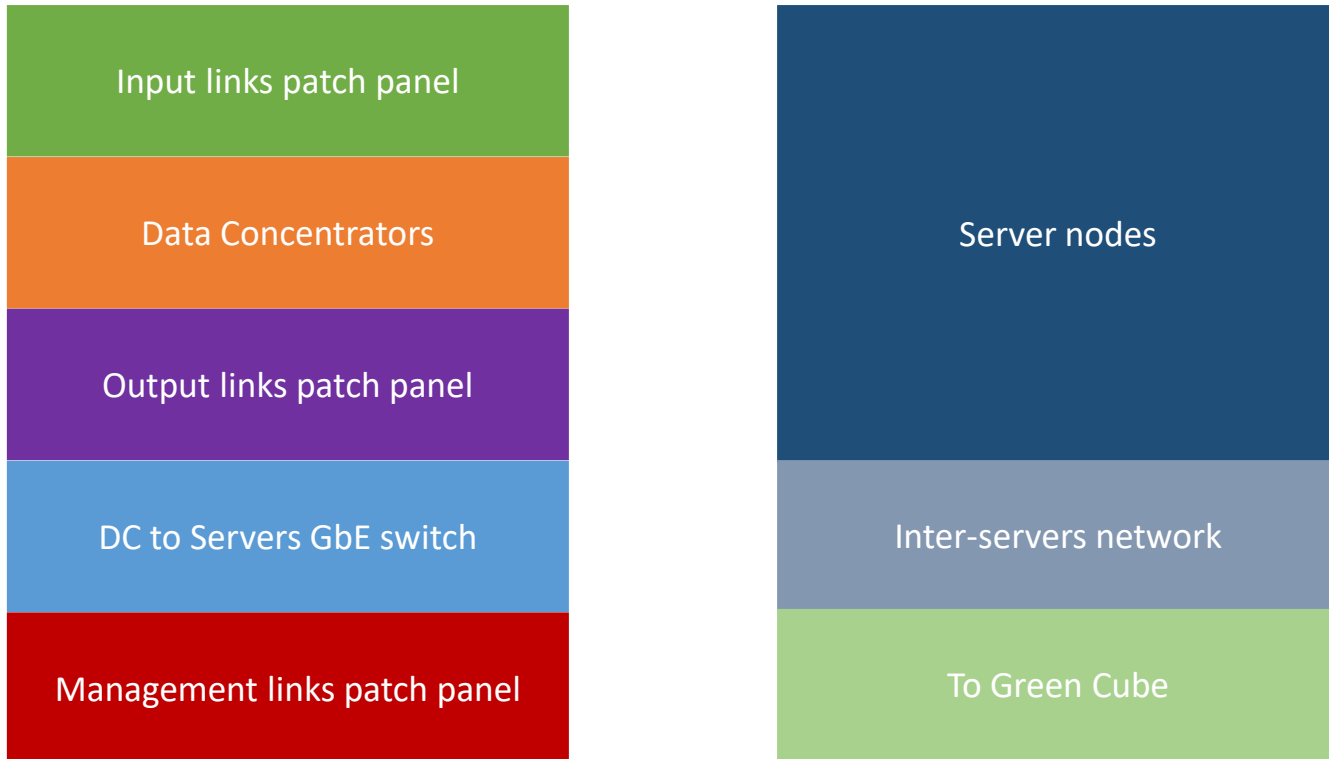 Input links patch panel
Data Concentrators
Output links patch panel
DC to Servers GbE switch
Management links patch panel
Server nodes
Inter-servers network
To Green Cube